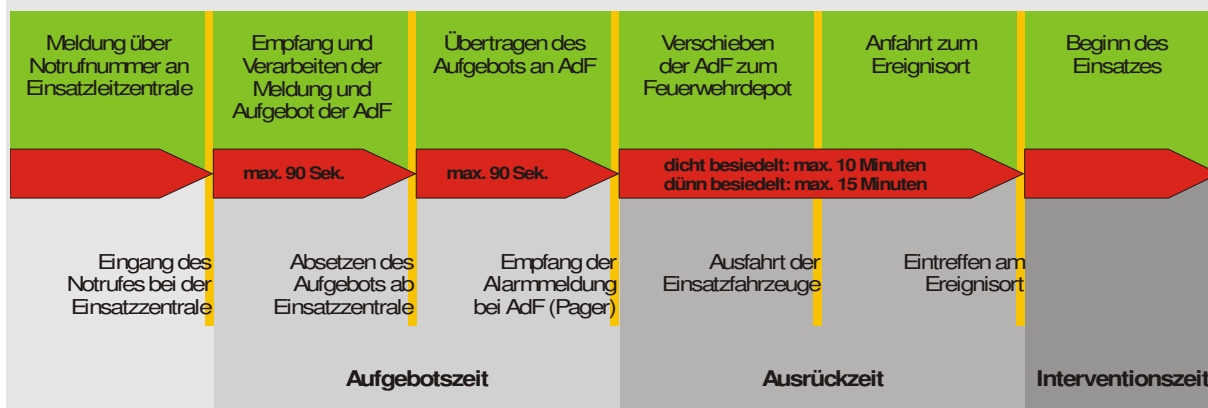 Meldung über
Notrufnummer an
Einsatzleitzentrale
Empfang und
Verarbeiten der
Meldung und
Aufgebot der AdF
Übertragen des
Aufgebots an AdF
Verschieben
der AdF zum
Feuerwehrdepot
Anfahrt zum
Ereignisort
Beginn des
Einsatzes
max. 90 Sek.
max. 90 Sek.
dicht besiedelt: max. 10 Minuten
dünn besiedelt: max. 15 Minuten
Eingang des
Notrufes bei der
Einsatzzentrale
Absetzen des
Aufgebots ab
Einsatzzentrale
Empfang der
Alarmmeldung
bei AdF (Pager)
Ausfahrt der
Einsatzfahrzeuge
Eintreffen am
Ereignisort
Aufgebotszeit
Ausrückzeit
Interventionszeit